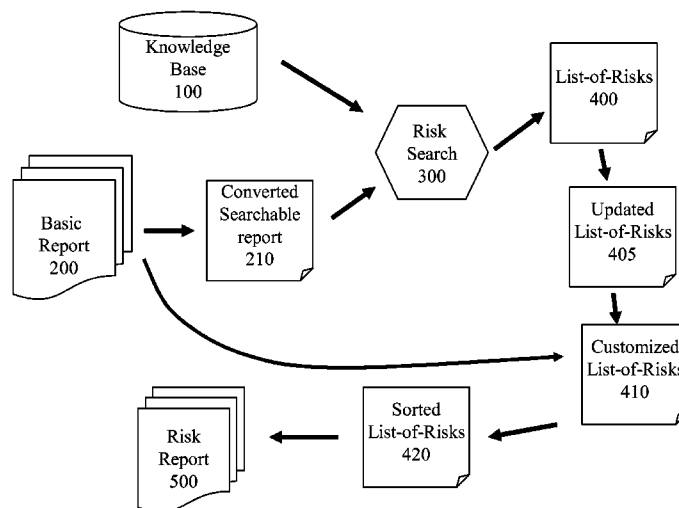 Knowledge
Base
100
List-of-Risks
400
Risk
Search
300
Basic
Report
200
Converted
Searchable
report
210
Updated
List-of-Risks
405
Customized
List-of-Risks
410
Sorted
List-of-Risks
420
Risk
Report
500